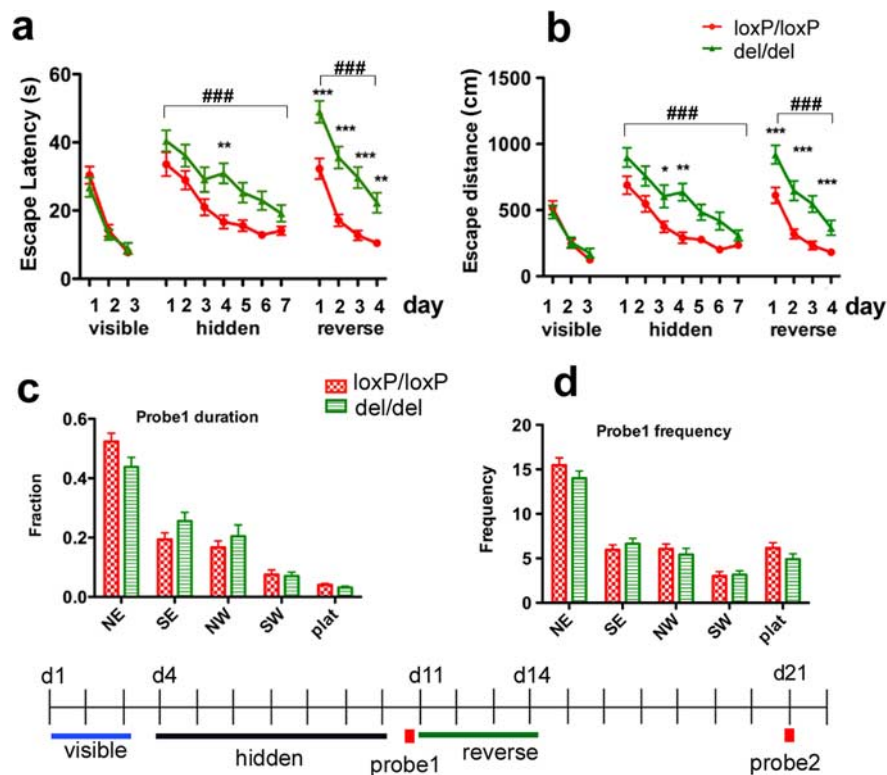 a
b
loxP/loxP
del/del
Escape Latency (s)
60
40
20
0
###
###
**
***
***
***
**
1 2 3
1 2 3 4 5 6 7
1 2 3 4
day
visible
hidden
reverse
Escape distance (cm)
1500
1000
500
0
###
###
*
**
***
***
***
1 2 3
1 2 3 4 5 6 7
1 2 3 4
day
visible
hidden
reverse
c
loxP/loxP
del/del
d
Probe1 duration
Fraction
0.6
0.4
0.2
0.0
NE
SE
NW
SW
plat
Probe1 frequency
Frequency
20
15
10
5
0
NE
SE
NW
SW
plat
d1
d4
d11
d14
d21
visible
hidden
probe1
reverse
probe2